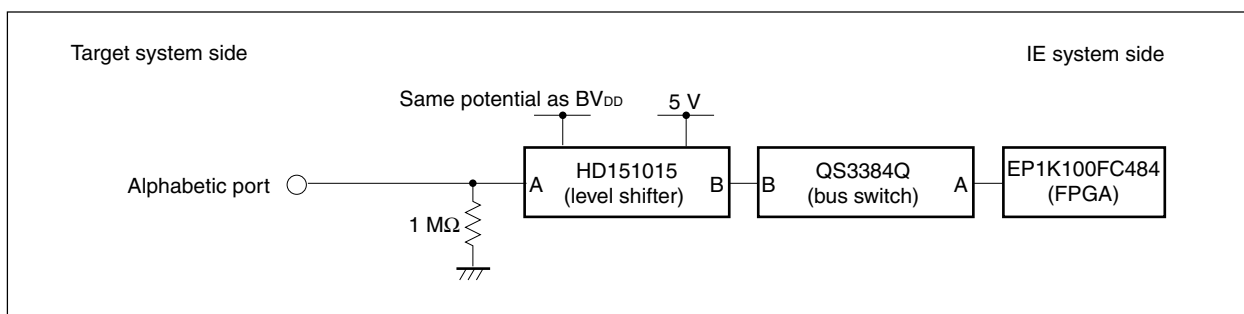 Target system side
IE system side
Same potential as BVDD
5 V
Alphabetic port
A
HD151015
(level shifter)
B
B
QS3384Q
(bus switch)
A
EP1K100FC484
(FPGA)
1 MΩ